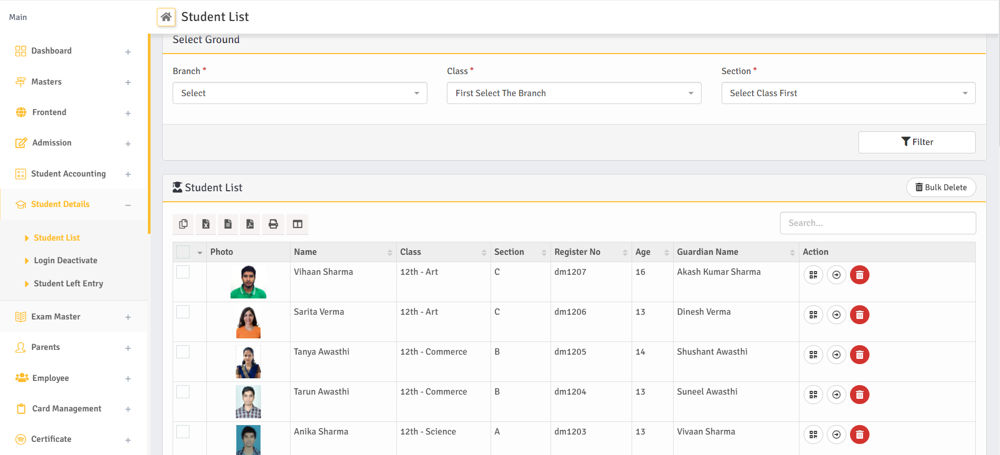 Main
Dashboard
Masters
Frontend
Admission
Student Accounting
Student Details
Student List
Login Deactivate
Student Left Entry
Exam Master
Parents
Employee
Card Management
Certificate
Student List
Select Ground
Branch * Class * Section *
Select First Select The Branch Select Class First
Filter
Student List Bulk Delete
Search...
Photo Name Class Section Register No Age Guardian Name Action
Vihaan Sharma 12th - Art C dm1207 16 Akash Kumar Sharma
Sarita Verma 12th - Art C dm1206 13 Dinesh Verma
Tanya Awasthi 12th - Commerce B dm1205 14 Shushant Awasthi
Tarun Awasthi 12th - Commerce B dm1204 13 Suneel Awasthi
Anika Sharma 12th - Science A dm1203 13 Vivaan Sharma